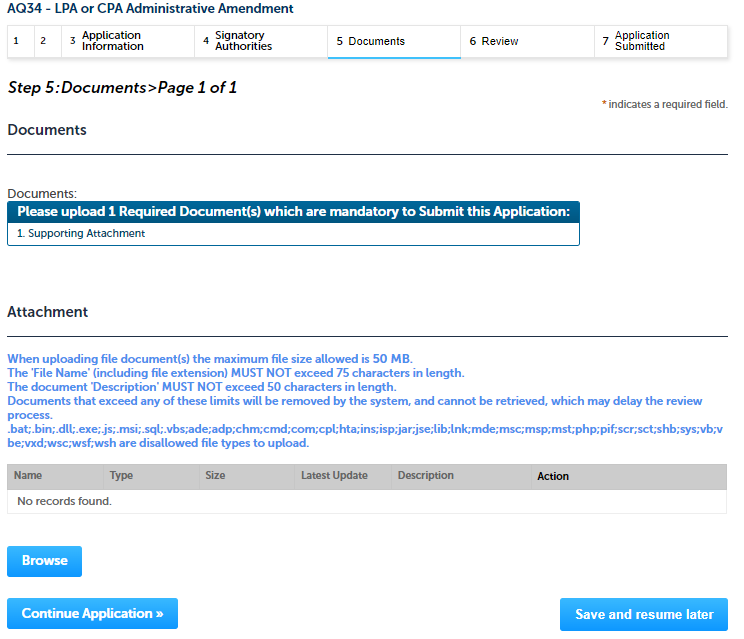 AQ34 - LPA or CPA Administrative Amendment
1 2 3 Application Information 4 Signatory Authorities 5 Documents 6 Review 7 Application Submitted
Step 5:Documents>Page 1 of 1
* indicates a required field.
Documents
Documents:
Please upload 1 Required Document(s) which are mandatory to Submit this Application:
1. Supporting Attachment
Attachment
When uploading file document(s) the maximum file size allowed is 50 MB.
The 'File Name' (including file extension) MUST NOT exceed 75 characters in length.
The document 'Description' MUST NOT exceed 50 characters in length.
Documents that exceed any of these limits will be removed by the system, and cannot be retrieved, which may delay the review
process.
.bat;.bin;.dll;.exe;.js;.msi;.sql;.vbs;ade;adp;chm;cmd;com;cpl;hta;ins;isp;jar;jse;lib;lnk;mde;msc;msp;mst;php;pif;scr;sct;shb;sys;vb;v
be;vxd;wsc;wsf;wsh are disallowed file types to upload.
Name Type Size Latest Update Description Action
No records found.
Browse
Continue Application » Save and resume later